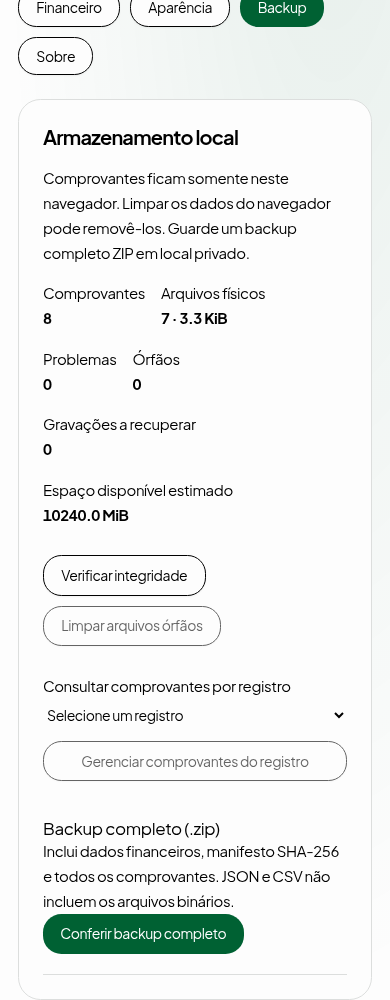 Financeiro Aparência Backup
Sobre
Armazenamento local
Comprovantes ficam somente neste
navegador. Limpar os dados do navegador
pode removê-los. Guarde um backup
completo ZIP em local privado.
Comprovantes Arquivos físicos
8 7 · 3.3 KiB
Problemas Órfãos
0 0
Gravações a recuperar
0
Espaço disponível estimado
10240.0 MiB
Verificar integridade
Limpar arquivos órfãos
Consultar comprovantes por registro
Selecione um registro
Gerenciar comprovantes do registro
Backup completo (.zip)
Inclui dados financeiros, manifesto SHA-256
e todos os comprovantes. JSON e CSV não
incluem os arquivos binários.
Conferir backup completo